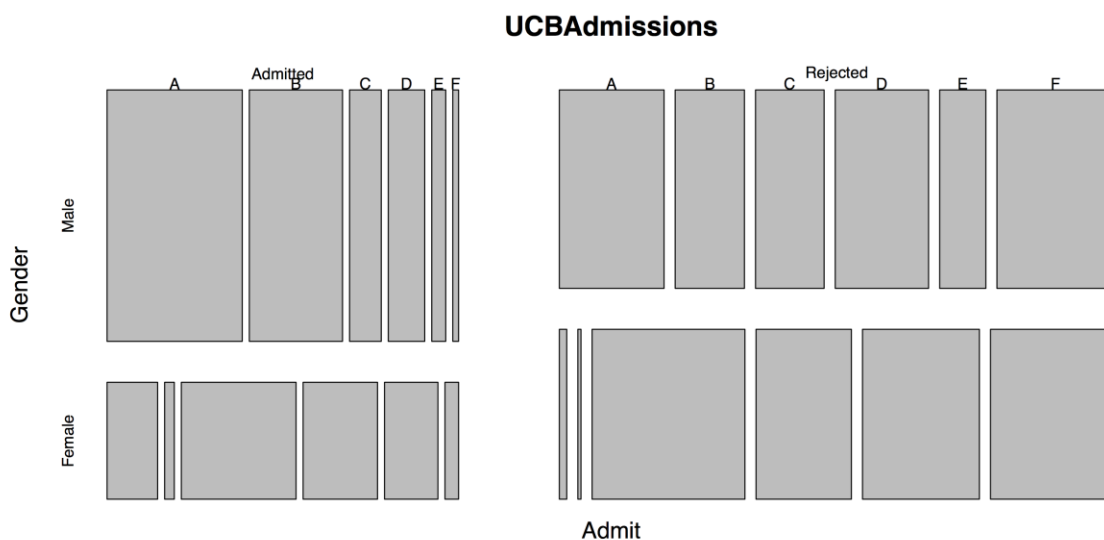 UCBAdmissions
Admitted Rejected
A B C D E F A B C D E F
Male
Gender
Female
Admit